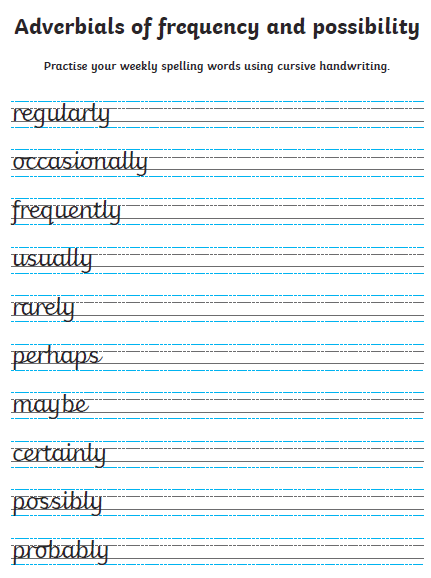 Adverbials of frequency and possibility
Practise your weekly spelling words using cursive handwriting.
regularly
occasionally
frequently
usually
rarely
perhaps
maybe
certainly
possibly
probably